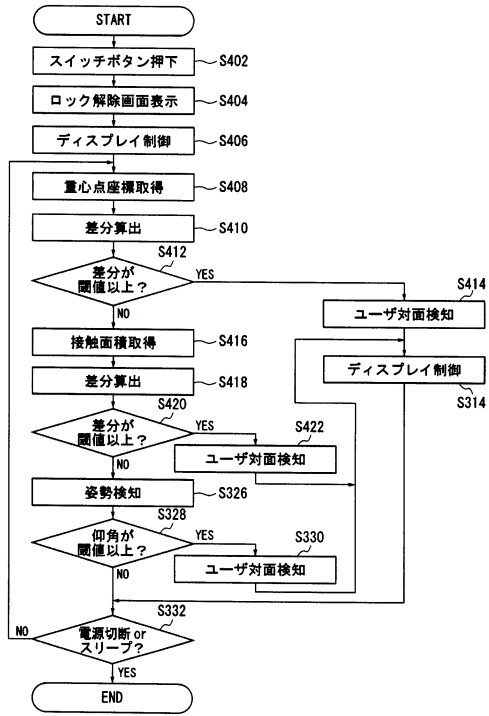 START
スイッチボタン押下
S402
ロック解除画面表示
S404
ディスプレイ制御
S406
重心点座標取得
S408
差分算出
S410
S412
差分が
閾値以上?
YES
NO
S414
ユーザ対面検知
接触面積取得
S416
ディスプレイ制御
S314
差分算出
S418
S420
差分が
閾値以上?
YES
NO
S422
ユーザ対面検知
姿勢検知
S326
S328
仰角が
閾値以上?
YES
NO
S330
ユーザ対面検知
S332
電源切断or
スリープ?
NO
YES
END